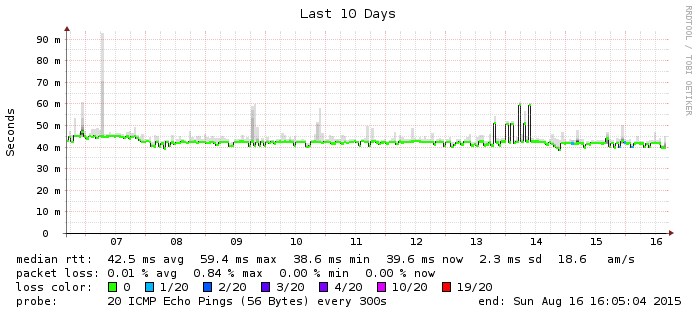 Last 10 Days
RRDTOOL / TOBI OETIKER
Seconds
90 m
80 m
70 m
60 m
50 m
40 m
30 m
20 m
10 m
0
07 08 09 10 11 12 13 14 15 16
median rtt: 42.5 ms avg 59.4 ms max 38.6 ms min 39.6 ms now 2.3 ms sd 18.6 am/s
packet loss: 0.01 % avg 0.84 % max 0.00 % min 0.00 % now
loss color: 0 1/20 2/20 3/20 4/20 10/20 19/20
probe: 20 ICMP Echo Pings (56 Bytes) every 300s end: Sun Aug 16 16:05:04 2015